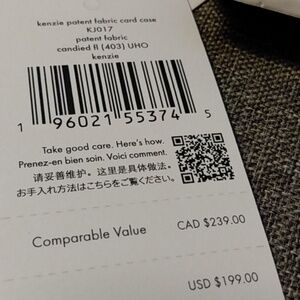 kenzie patent fabric card case
KJ017
patent fabric
candied fl (403) UHO
kenzie
1 96021 55374 5
Take good care. Here's how.
Prenez-en bien soin. Voici comment.
请妥善维护。这里是具体做法。
お手入れ方法はこちらをご覧ください。
Comparable Value CAD $239.00
USD $199.00